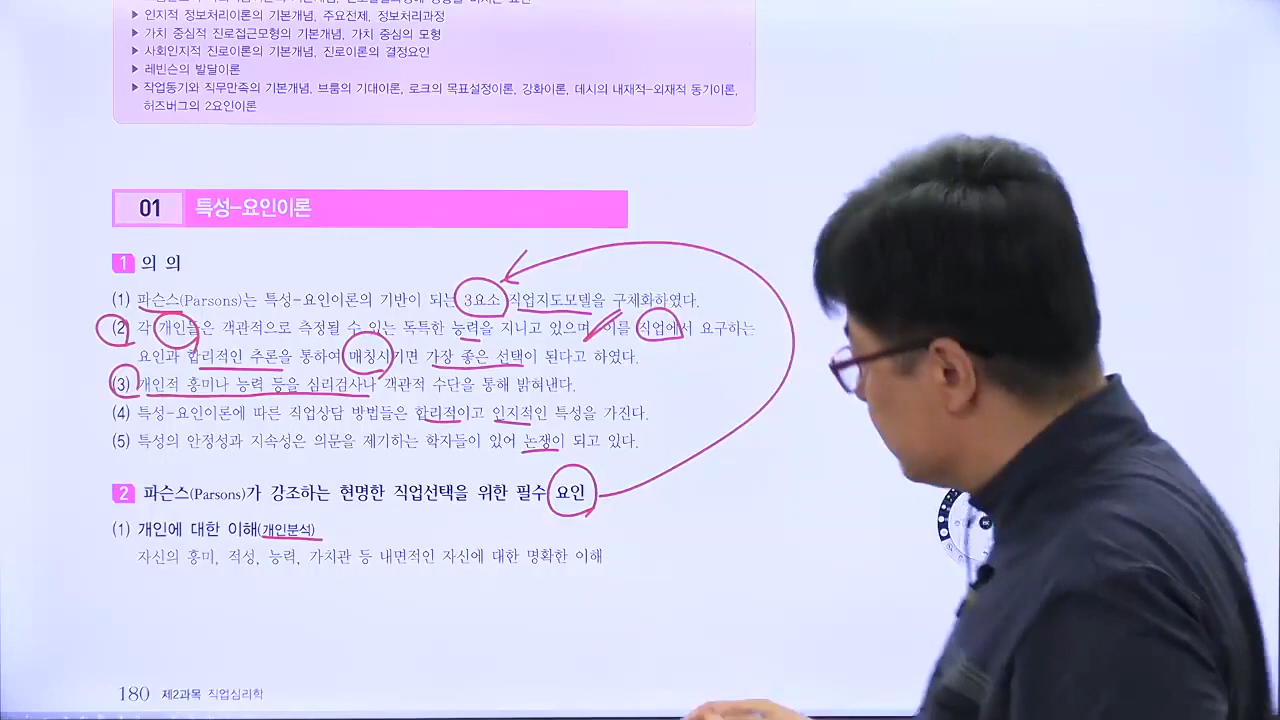 ▶ 인지적 정보처리이론의 기본개념, 주요전제, 정보처리과정
▶ 가치 중심적 진로접근모형의 기본개념, 가치 중심의 모형
▶ 사회인지적 진로이론의 기본개념, 진로이론의 결정요인
▶ 레빈슨의 발달이론
▶ 직업동기와 직무만족의 기본개념, 브룸의 기대이론, 로크의 목표설정이론, 강화이론, 데시의 내재적-외재적 동기이론,
허즈버그의 2요인이론
01 특성-요인이론
1 의 의
(1) 파슨스(Parsons)는 특성-요인이론의 기반이 되는 3요소 직업지도모델을 구체화하였다.
(2) 각 개인들은 객관적으로 측정될 수 있는 독특한 능력을 지니고 있으며, 이를 직업에서 요구하는
요인과 합리적인 추론을 통하여 매칭시키면 가장 좋은 선택이 된다고 하였다.
(3) 개인적 흥미나 능력 등을 심리검사나 객관적 수단을 통해 밝혀낸다.
(4) 특성-요인이론에 따른 직업상담 방법들은 합리적이고 인지적인 특성을 가진다.
(5) 특성의 안정성과 지속성은 의문을 제기하는 학자들이 있어 논쟁이 되고 있다.
2 파슨스(Parsons)가 강조하는 현명한 직업선택을 위한 필수 요인
(1) 개인에 대한 이해(개인분석)
자신의 흥미, 적성, 능력, 가치관 등 내면적인 자신에 대한 명확한 이해
180 제2과목 직업심리학